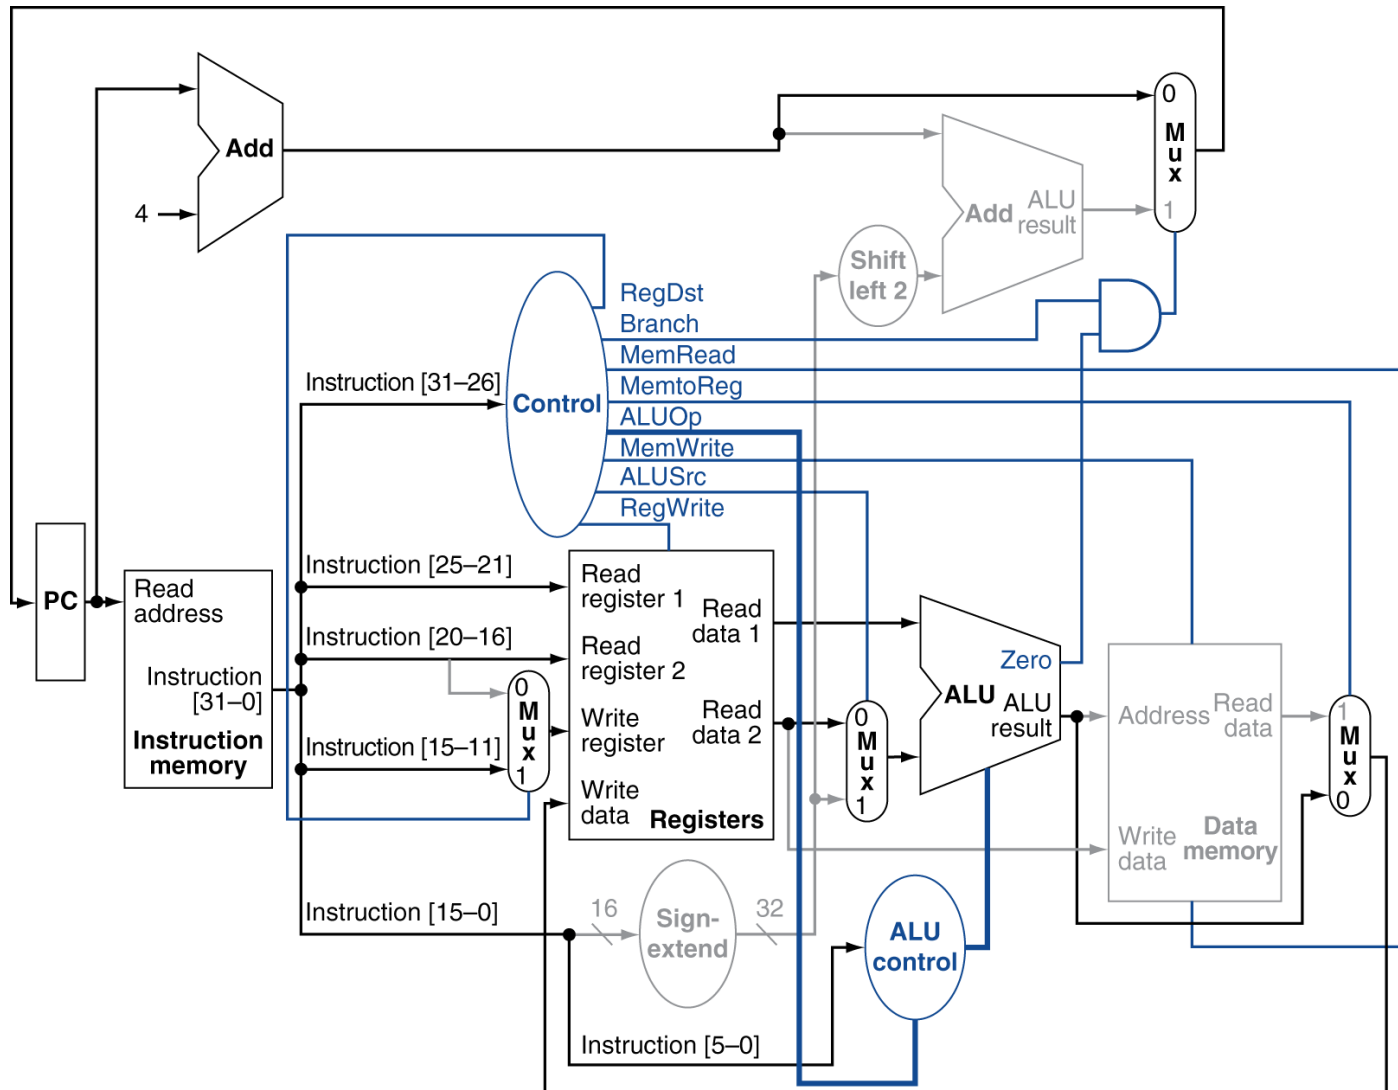 0
M
u
x
1
Add
4
Add
ALU
result
Shift
left 2
RegDst
Branch
MemRead
MemtoReg
ALUOp
MemWrite
ALUSrc
RegWrite
Control
Instruction [31–26]
Instruction [25–21]
Instruction [20–16]
Instruction [15–11]
Instruction [15–0]
Instruction [5–0]
PC
Read
address
Instruction
[31–0]
Instruction
memory
0
M
u
x
1
Read
register 1
Read
register 2
Write
register
Write
data
Read
data 1
Read
data 2
Registers
0
M
u
x
1
Zero
ALU
ALU
result
Address
Read
data
Write
data
Data
memory
1
M
u
x
0
16
Sign-
extend
32
ALU
control